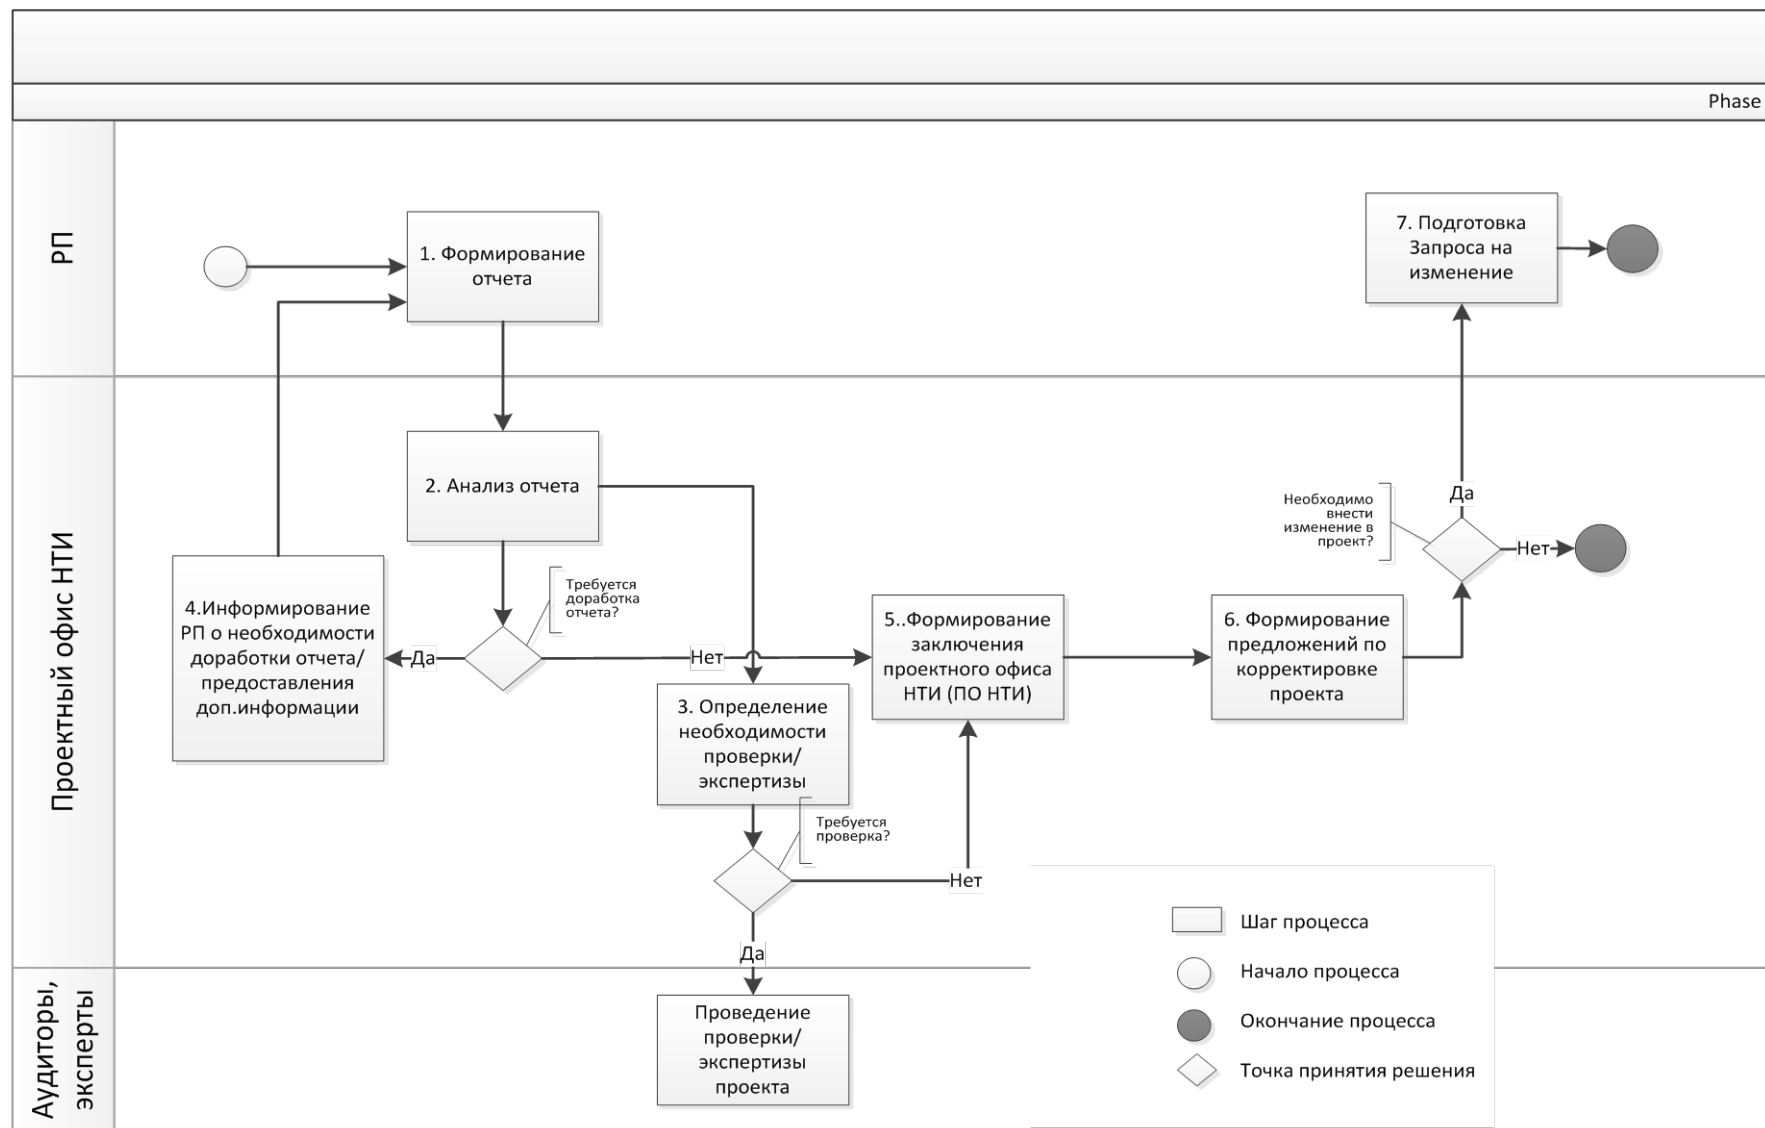 Phase
РП
1. Формирование
отчета
7. Подготовка
Запроса на
изменение
Проектный офис НТИ
2. Анализ отчета
Требуется
доработка
отчета?
4.Информирование
РП о необходимости
доработки отчета/
предоставления
доп.информации
Да
Нет
3. Определение
необходимости
проверки/
экспертизы
Требуется
проверка?
Нет
Да
5..Формирование
заключения
проектного офиса
НТИ (ПО НТИ)
6. Формирование
предложений по
корректировке
проекта
Необходимо
внести
изменение в
проект?
Да
Нет
Аудиторы,
эксперты
Проведение
проверки/
экспертизы
проекта
Шаг процесса
Начало процесса
Окончание процесса
Точка принятия решения